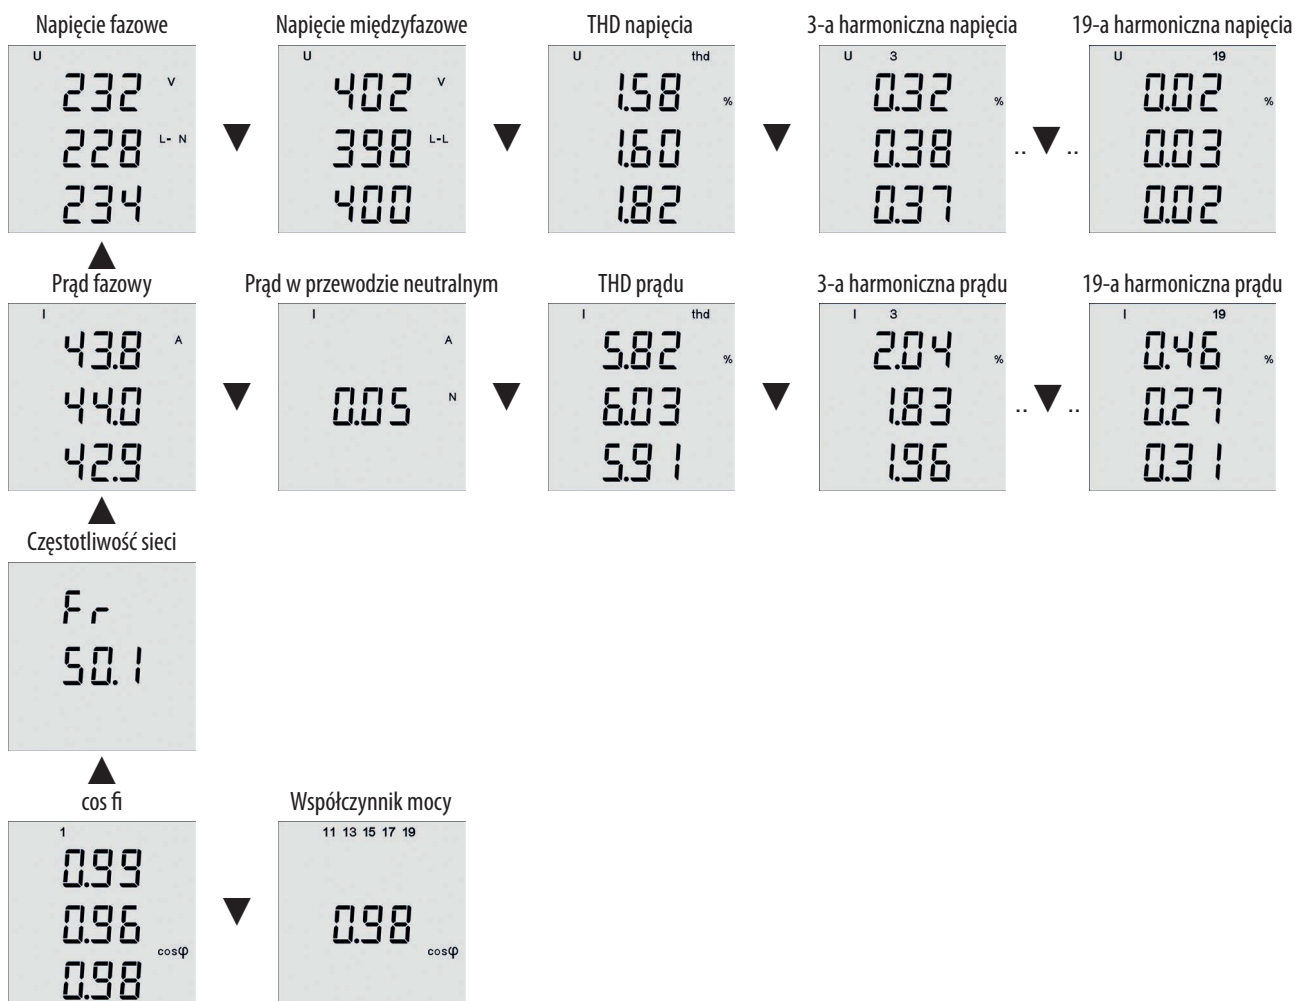 Napięcie fazowe
U
232 V
228 L- N
234
Napięcie międzyfazowe
U
402 V
398 L-L
400
THD napięcia
U thd
1.58 %
1.60
1.82
3-a harmoniczna napięcia
U 3
0.32 %
0.38
0.37
.. ..
19-a harmoniczna napięcia
U 19
0.02 %
0.03
0.02
Prąd fazowy
I
43.8 A
44.0
42.9
Prąd w przewodzie neutralnym
I
A
0.05 N
THD prądu
I thd
5.82 %
6.03
5.91
3-a harmoniczna prądu
I 3
2.04 %
1.83
1.96
.. ..
19-a harmoniczna prądu
I 19
0.46 %
0.27
0.31
Częstotliwość sieci
Fr
50.1
cos fi
1
0.99
0.96
cosφ
0.98
Współczynnik mocy
11 13 15 17 19
0.98
cosφ